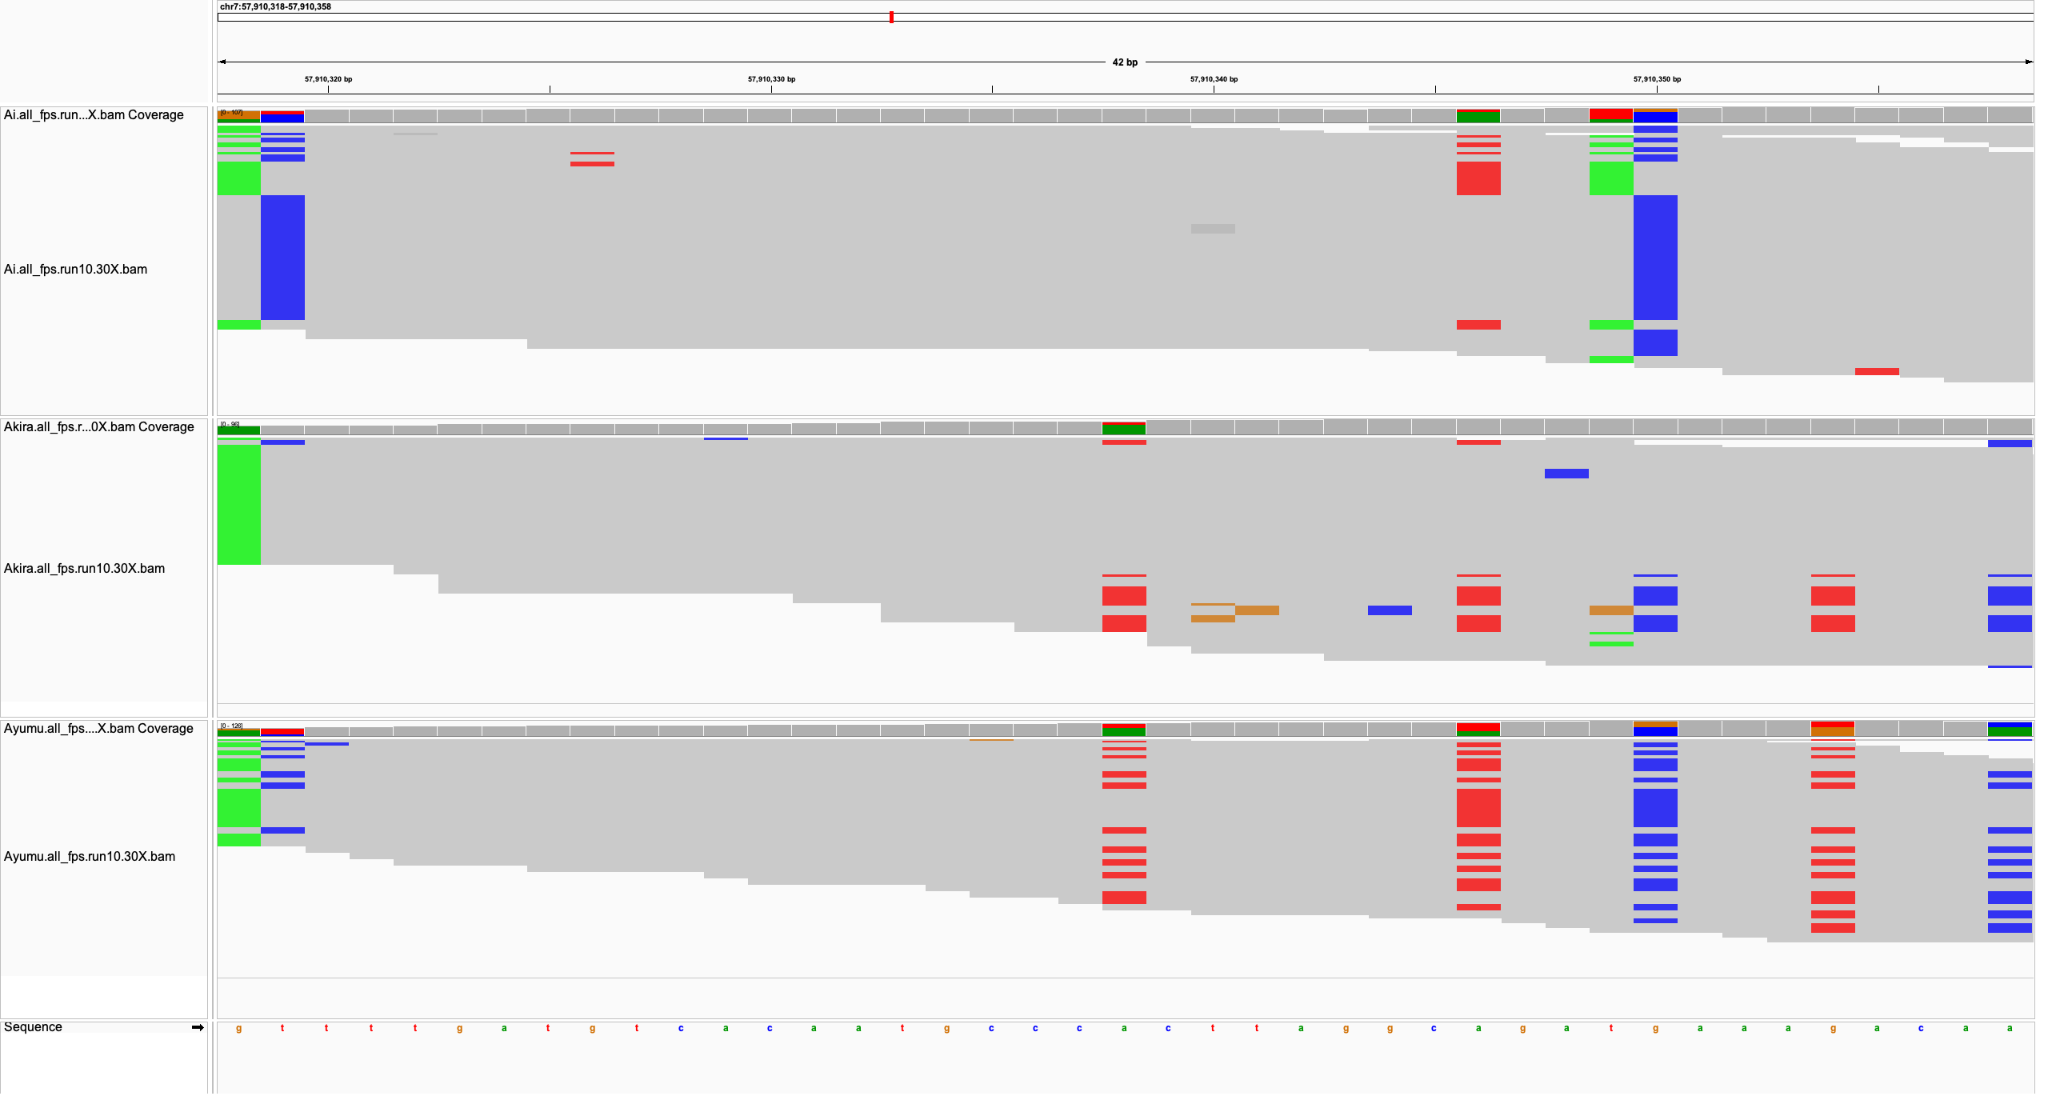 chr7:57,910,318-57,910,358
42 bp
57,910,320 bp 57,910,330 bp 57,910,340 bp 57,910,350 bp
Ai.all_fps.run...X.bam Coverage
[0 - 107]
Ai.all_fps.run10.30X.bam
Akira.all_fps.r...0X.bam Coverage
Akira.all_fps.run10.30X.bam
Ayumu.all_fps....X.bam Coverage
Ayumu.all_fps.run10.30X.bam
Sequence g t t t t g a t g t c a c a a t g c c c a c t t a g g c a g a t g a a a g a c a a